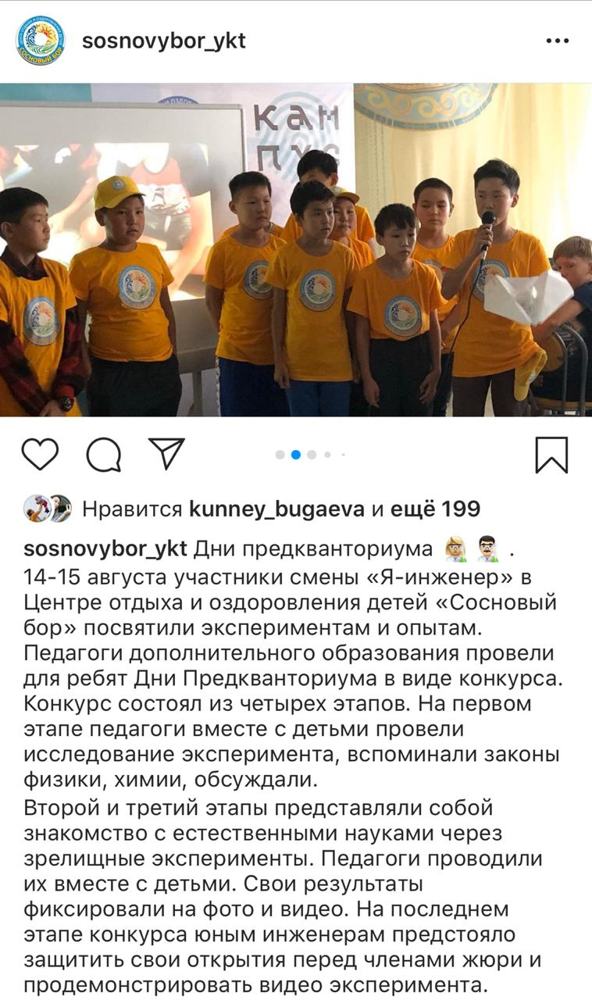 sosnovybor_ykt
СОСНОВЫЙ БОР
КАМ
ПУС
Нравится kunney_bugaeva и ещё 199
sosnovybor_ykt Дни предкванториума 👩🏼‍🔬 👨🏻‍🔬 .
14-15 августа участники смены «Я-инженер» в
Центре отдыха и оздоровления детей «Сосновый
бор» посвятили экспериментам и опытам.
Педагоги дополнительного образования провели
для ребят Дни Предкванториума в виде конкурса.
Конкурс состоял из четырех этапов. На первом
этапе педагоги вместе с детьми провели
исследование эксперимента, вспоминали законы
физики, химии, обсуждали.
Второй и третий этапы представляли собой
знакомство с естественными науками через
зрелищные эксперименты. Педагоги проводили
их вместе с детьми. Свои результаты
фиксировали на фото и видео. На последнем
этапе конкурса юным инженерам предстояло
защитить свои открытия перед членами жюри и
продемонстрировать видео эксперимента.